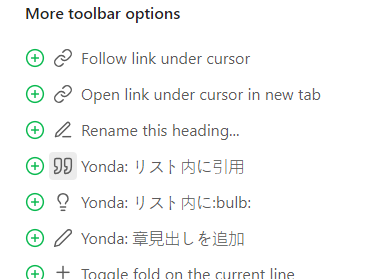 More toolbar options
Follow link under cursor
Open link under cursor in new tab
Rename this heading...
Yonda: リスト内に引用
Yonda: リスト内に:bulb:
Yonda: 章見出しを追加
Toggle fold on the current line